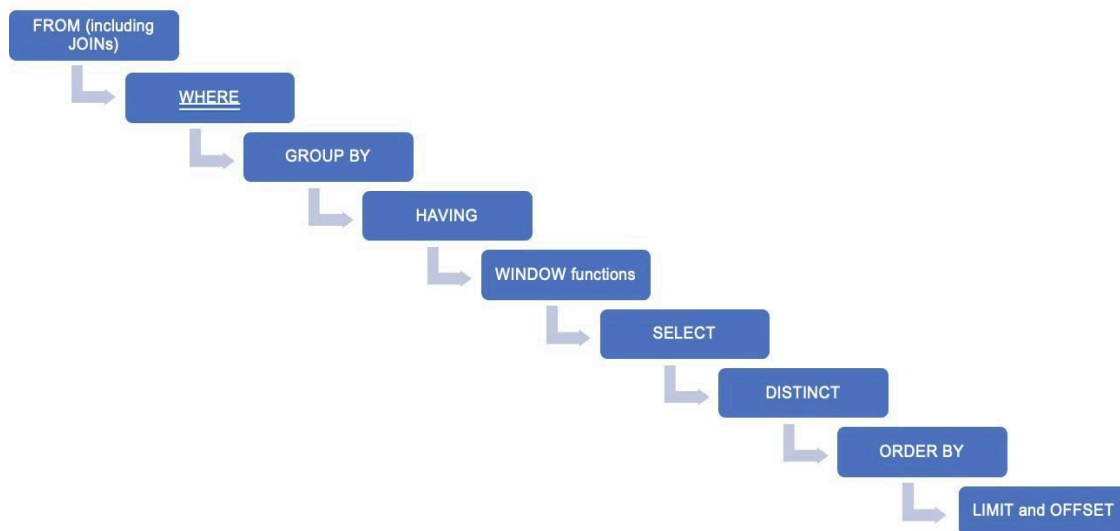 FROM (including
JOINs)
WHERE
GROUP BY
HAVING
WINDOW functions
SELECT
DISTINCT
ORDER BY
LIMIT and OFFSET